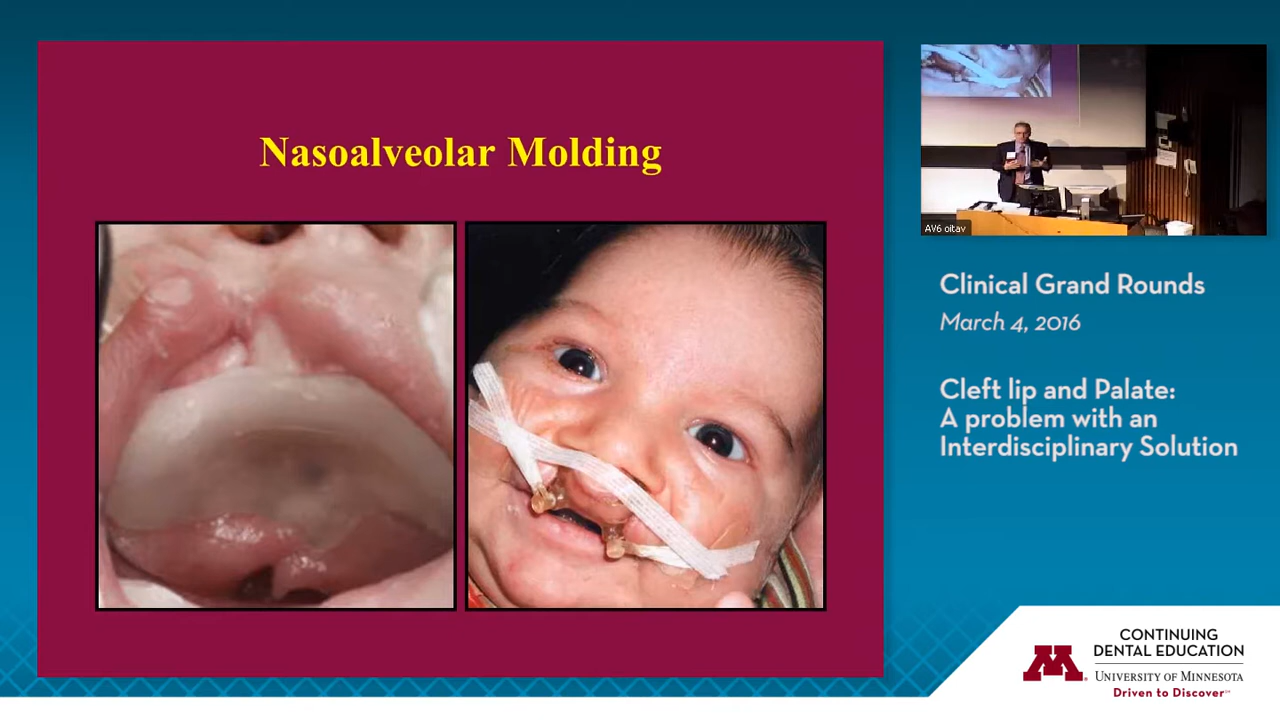 Nasoalveolar Molding
AV6 oitav
Clinical Grand Rounds
March 4, 2016
Cleft lip and Palate:
A problem with an
Interdisciplinary Solution
M
CONTINUING
DENTAL EDUCATION
UNIVERSITY OF MINNESOTA
Driven to Discover℠